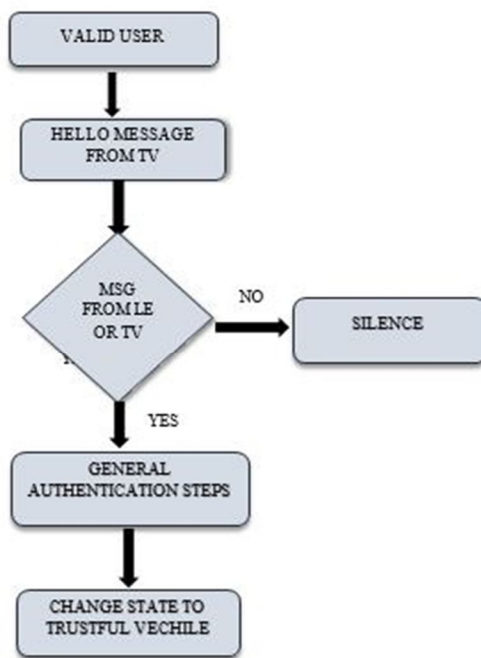 VALID USER
HELLO MESSAGE
FROM TV
MSG
FROM LE
OR TV
NO
SILENCE
YES
GENERAL
AUTHENTICATION STEPS
CHANGE STATE TO
TRUSTFUL VECHILE